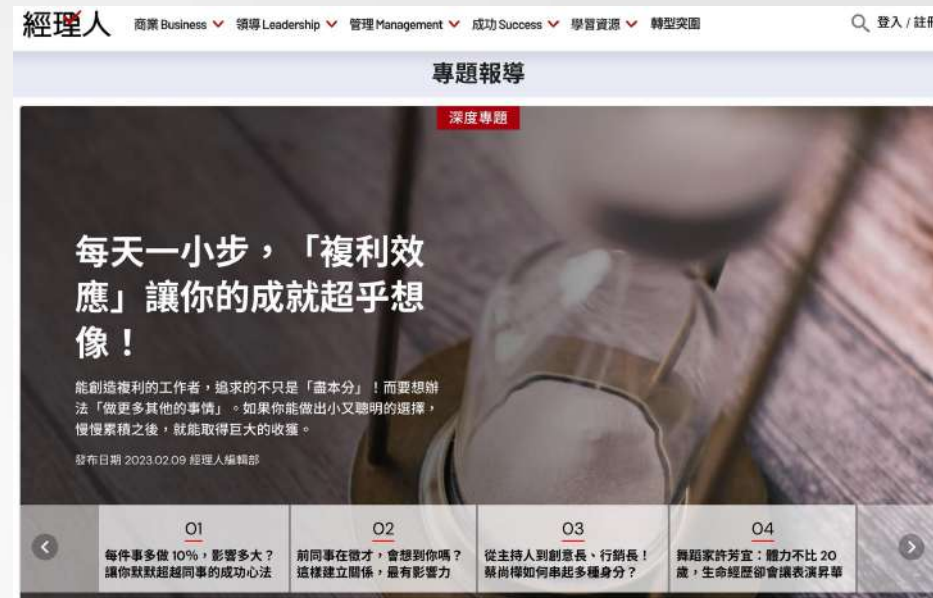 經理人
商業 Business 領導 Leadership 管理 Management 成功 Success 學習資源 轉型突圍 登入 / 註冊
專題報導
深度專題
每天一小步，「複利效
應」讓你的成就超乎想
像！
能創造複利的工作者，追求的不只是「盡本分」！而要想辦
法「做更多其他的事情」。如果你能做出小又聰明的選擇，
慢慢累積之後，就能取得巨大的收獲。
發布日期 2023.02.09 經理人編輯部
01
每件事多做 10%，影響多大？
讓你默默超越同事的成功心法
02
前同事在徵才，會想到你嗎？
這樣建立關係，最有影響力
03
從主持人到創意長、行銷長！
蔡尚樺如何串起多種身分？
04
舞蹈家許芳宜：體力不比 20
歲，生命經歷卻會讓表演昇華